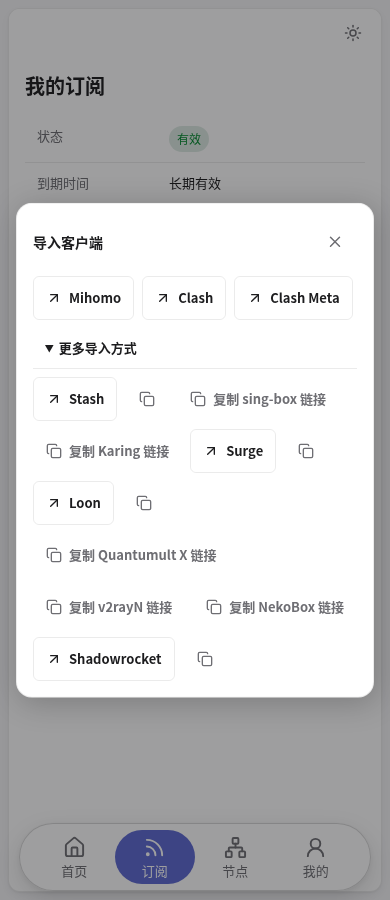 我的订阅
状态
有效
到期时间
长期有效
导入客户端
Mihomo
Clash
Clash Meta
▼ 更多导入方式
Stash
复制 sing-box 链接
复制 Karing 链接
Surge
Loon
复制 Quantumult X 链接
复制 v2rayN 链接
复制 NekoBox 链接
Shadowrocket
首页
订阅
节点
我的